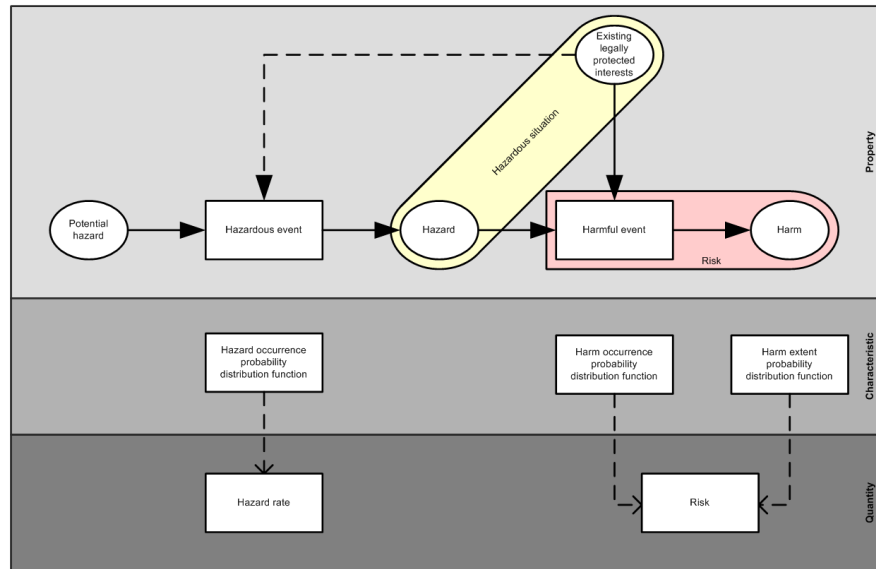 Existing
legally
protected
interests
Hazardous situation
Property
Potential
hazard
Hazardous event
Hazard
Harmful event
Harm
Risk
Hazard occurrence
probability
distribution function
Harm occurrence
probability
distribution function
Harm extent
probability
distribution function
Characteristic
Hazard rate
Risk
Quantity